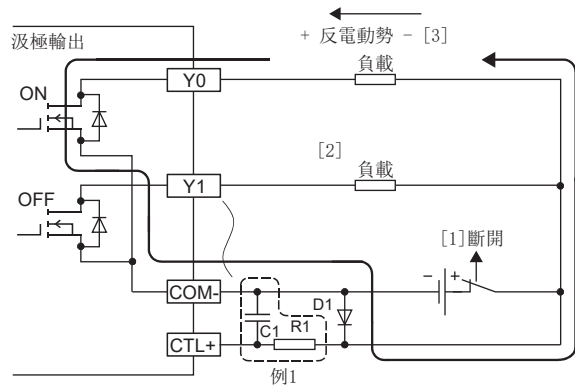 汲極輸出
+ 反電動勢 - [3]
Y0
負載
ON
[2]
Y1
負載
OFF
[1]斷開
- +
COM-
D1
C1
R1
CTL+
例1